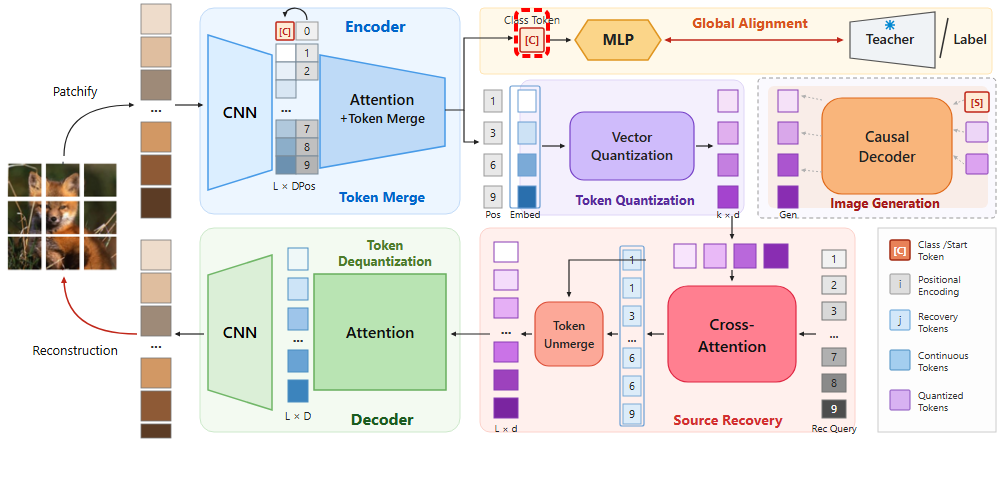 Patchify
...
Encoder
[C] 0
1
2
...
7
8
9
CNN
Attention
+Token Merge
L × DPos
Token Merge
Class Token
[C]
MLP
Global Alignment
Teacher
Label
1
3
6
9
Pos
Embed
Vector
Quantization
Token Quantization
k × d
Gen
Causal
Decoder
[S]
Image Generation
Reconstruction
...
CNN
Token
Dequantization
...
L × D
Attention
Decoder
...
L × d
Token
Unmerge
1
1
3
...
6
6
9
Cross-
Attention
Source Recovery
1
2
3
...
7
8
9
Rec Query
[C]
Class /Start
Token
i
Positional
Encoding
j
Recovery
Tokens
Continuous
Tokens
Quantized
Tokens